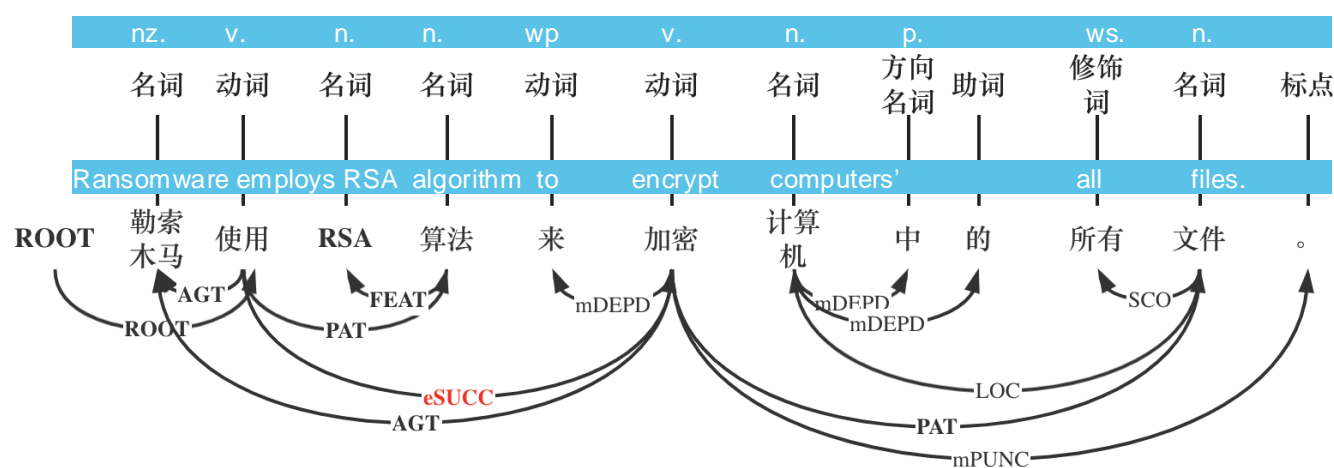 nz. v. n. n. wp v. n. p. ws. n.
名词 动词 名词 名词 动词 动词 名词 方向 助词 修饰 名词 标点
名词 词
Ransomware employs RSA algorithm to encrypt computers’ all files.
ROOT 勒索 使用 RSA 算法 来 加密 计算 中 的 所有 文件 。
木马 机
AGT FEAT mDEPD mDEPD SCO
ROOT PAT mDEPD
eSUCC LOC
AGT PAT
mPUNC